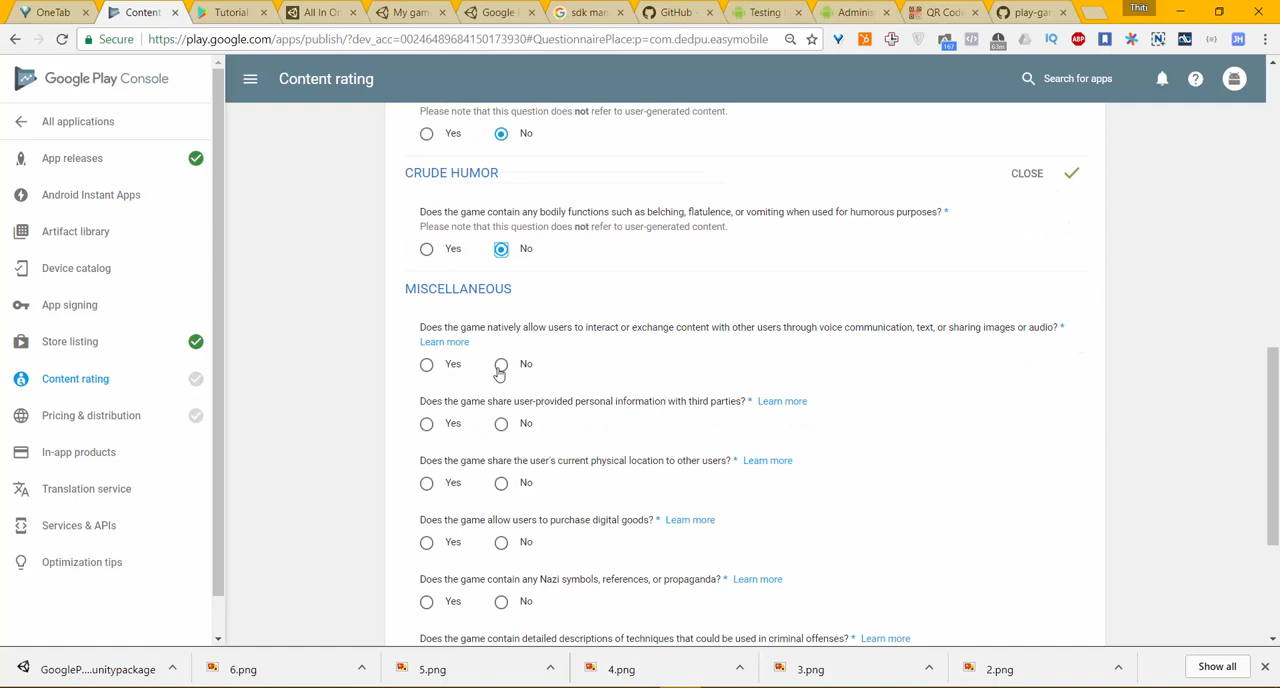 OneTab
Content
Tutorial
All In On
My game
Google
sdk man
GitHub -
Testing
Adminis
QR Cod
play-gar
Thiti
Secure
https://play.google.com/apps/publish/?dev_acc=00246489684150173930#QuestionnairePlace:p=com.dedpu.easymobile
167
63m
IQ
ABP
JH
Google Play Console
Content rating
Search for apps
All applications
App releases
Android Instant Apps
Artifact library
Device catalog
App signing
Store listing
Content rating
Pricing & distribution
In-app products
Translation service
Services & APIs
Optimization tips
Please note that this question does not refer to user-generated content.
Yes No
CRUDE HUMOR CLOSE
Does the game contain any bodily functions such as belching, flatulence, or vomiting when used for humorous purposes? *
Please note that this question does not refer to user-generated content.
Yes No
MISCELLANEOUS
Does the game natively allow users to interact or exchange content with other users through voice communication, text, or sharing images or audio? *
Learn more
Yes No
Does the game share user-provided personal information with third parties? * Learn more
Yes No
Does the game share the user's current physical location to other users? * Learn more
Yes No
Does the game allow users to purchase digital goods? * Learn more
Yes No
Does the game contain any Nazi symbols, references, or propaganda? * Learn more
Yes No
Does the game contain detailed descriptions of techniques that could be used in criminal offenses? * Learn more
GoogleP....unitypackage
6.png
5.png
4.png
3.png
2.png
Show all